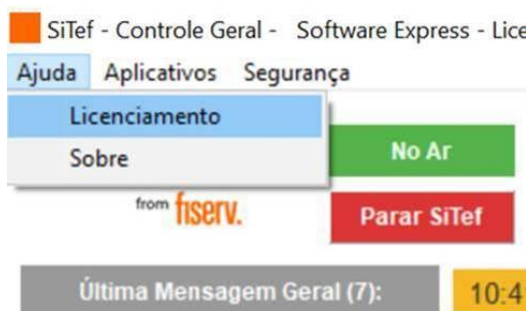 SiTef - Controle Geral - Software Express - Lice
Ajuda Aplicativos Segurança
Licenciamento
Sobre
No Ar
from fiserv.
Parar SiTef
Última Mensagem Geral (7): 10:4